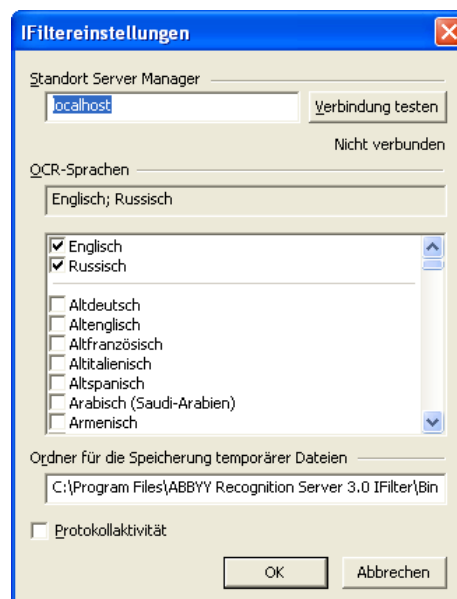 IFiltereinstellungen
Standort Server Manager
localhost
Verbindung testen
Nicht verbunden
OCR-Sprachen
Englisch; Russisch
Englisch
Russisch
Altdeutsch
Altenglisch
Altfranzösisch
Altitalienisch
Altspanisch
Arabisch (Saudi-Arabien)
Armenisch
Ordner für die Speicherung temporärer Dateien
C:\Program Files\ABBYY Recognition Server 3.0 IFilter\Bin
Protokollaktivität
OK
Abbrechen